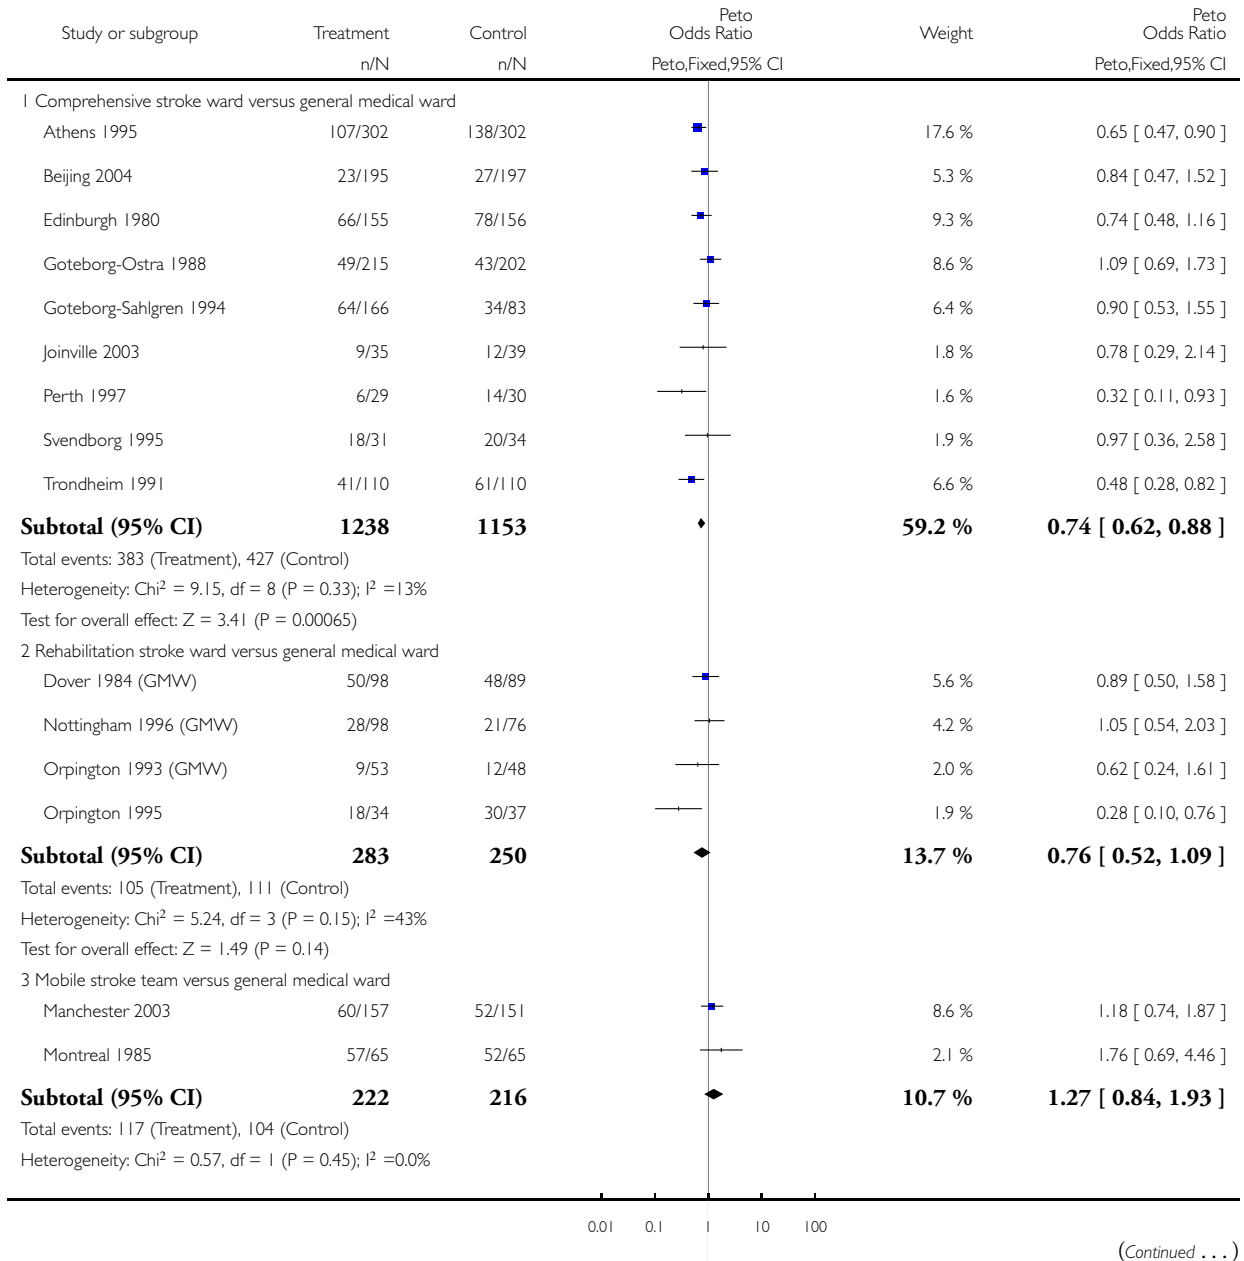 Study or subgroup Treatment Control Peto Odds Ratio Weight Peto Odds Ratio
n/N n/N Peto,Fixed,95% CI Peto,Fixed,95% CI
1 Comprehensive stroke ward versus general medical ward
Athens 1995 107/302 138/302 17.6 % 0.65 [ 0.47, 0.90 ]
Beijing 2004 23/195 27/197 5.3 % 0.84 [ 0.47, 1.52 ]
Edinburgh 1980 66/155 78/156 9.3 % 0.74 [ 0.48, 1.16 ]
Goteborg-Ostra 1988 49/215 43/202 8.6 % 1.09 [ 0.69, 1.73 ]
Goteborg-Sahlgren 1994 64/166 34/83 6.4 % 0.90 [ 0.53, 1.55 ]
Joinville 2003 9/35 12/39 1.8 % 0.78 [ 0.29, 2.14 ]
Perth 1997 6/29 14/30 1.6 % 0.32 [ 0.11, 0.93 ]
Svendborg 1995 18/31 20/34 1.9 % 0.97 [ 0.36, 2.58 ]
Trondheim 1991 41/110 61/110 6.6 % 0.48 [ 0.28, 0.82 ]
Subtotal (95% CI) 1238 1153 59.2 % 0.74 [ 0.62, 0.88 ]
Total events: 383 (Treatment), 427 (Control)
Heterogeneity: Chi² = 9.15, df = 8 (P = 0.33); I² =13%
Test for overall effect: Z = 3.41 (P = 0.00065)
2 Rehabilitation stroke ward versus general medical ward
Dover 1984 (GMW) 50/98 48/89 5.6 % 0.89 [ 0.50, 1.58 ]
Nottingham 1996 (GMW) 28/98 21/76 4.2 % 1.05 [ 0.54, 2.03 ]
Orpington 1993 (GMW) 9/53 12/48 2.0 % 0.62 [ 0.24, 1.61 ]
Orpington 1995 18/34 30/37 1.9 % 0.28 [ 0.10, 0.76 ]
Subtotal (95% CI) 283 250 13.7 % 0.76 [ 0.52, 1.09 ]
Total events: 105 (Treatment), 111 (Control)
Heterogeneity: Chi² = 5.24, df = 3 (P = 0.15); I² =43%
Test for overall effect: Z = 1.49 (P = 0.14)
3 Mobile stroke team versus general medical ward
Manchester 2003 60/157 52/151 8.6 % 1.18 [ 0.74, 1.87 ]
Montreal 1985 57/65 52/65 2.1 % 1.76 [ 0.69, 4.46 ]
Subtotal (95% CI) 222 216 10.7 % 1.27 [ 0.84, 1.93 ]
Total events: 117 (Treatment), 104 (Control)
Heterogeneity: Chi² = 0.57, df = 1 (P = 0.45); I² =0.0%
0.01 0.1 1 10 100
(Continued . . . )